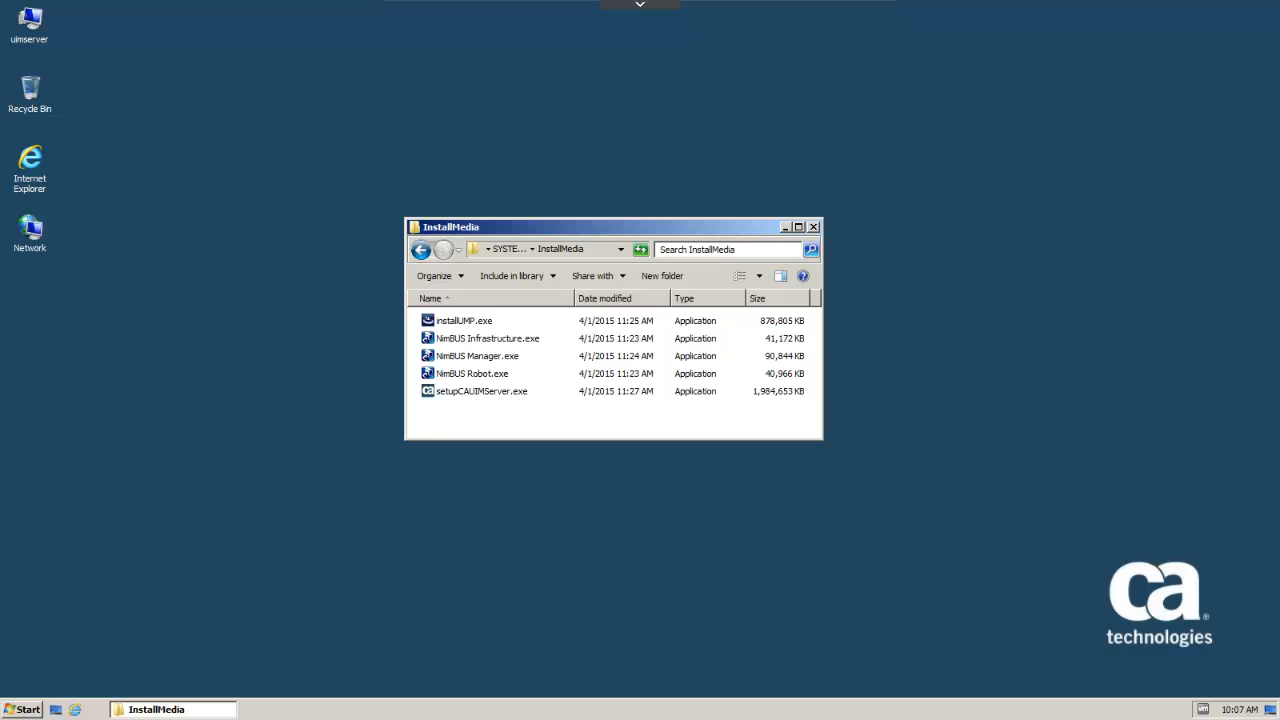 uimserver
Recycle Bin
Internet
Explorer
Network
InstallMedia
SYSTE... InstallMedia
Search InstallMedia
Organize Include in library Share with New folder
Name Date modified Type Size
installUMP.exe 4/1/2015 11:25 AM Application 878,805 KB
NimBUS Infrastructure.exe 4/1/2015 11:23 AM Application 41,172 KB
NimBUS Manager.exe 4/1/2015 11:24 AM Application 90,844 KB
NimBUS Robot.exe 4/1/2015 11:23 AM Application 40,966 KB
setupCAUIMServer.exe 4/1/2015 11:27 AM Application 1,984,653 KB
ca®
technologies
Start InstallMedia 10:07 AM